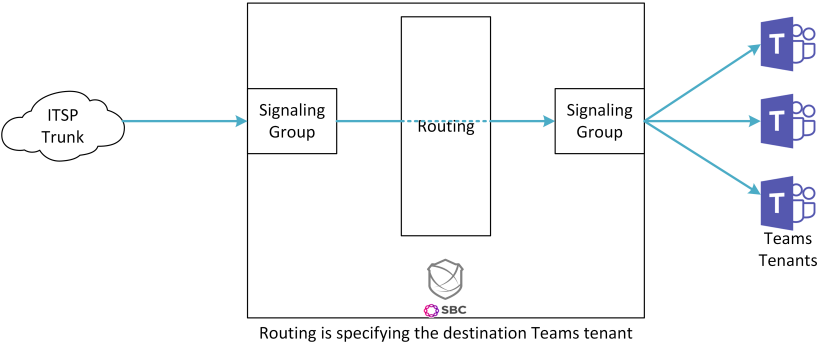 ITSP
Trunk
Signaling
Group
Routing
Signaling
Group
T
T
T
Teams
Tenants
SBC
Routing is specifying the destination Teams tenant